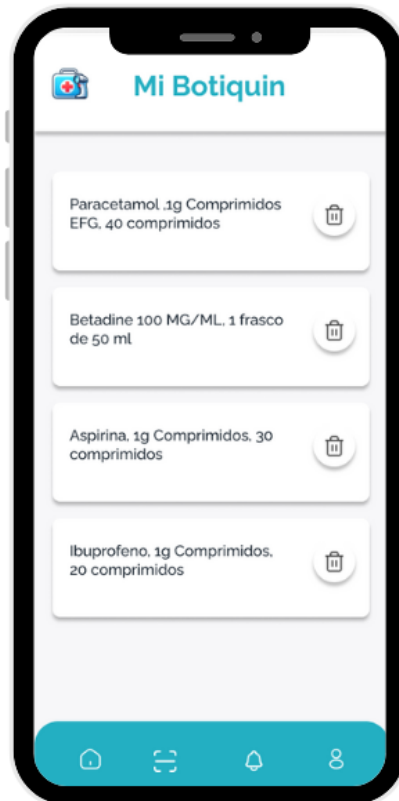 Mi Botiquin
Paracetamol ,1g Comprimidos
EFG, 40 comprimidos
Betadine 100 MG/ML, 1 frasco
de 50 ml
Aspirina, 1g Comprimidos, 30
comprimidos
Ibuprofeno, 1g Comprimidos,
20 comprimidos